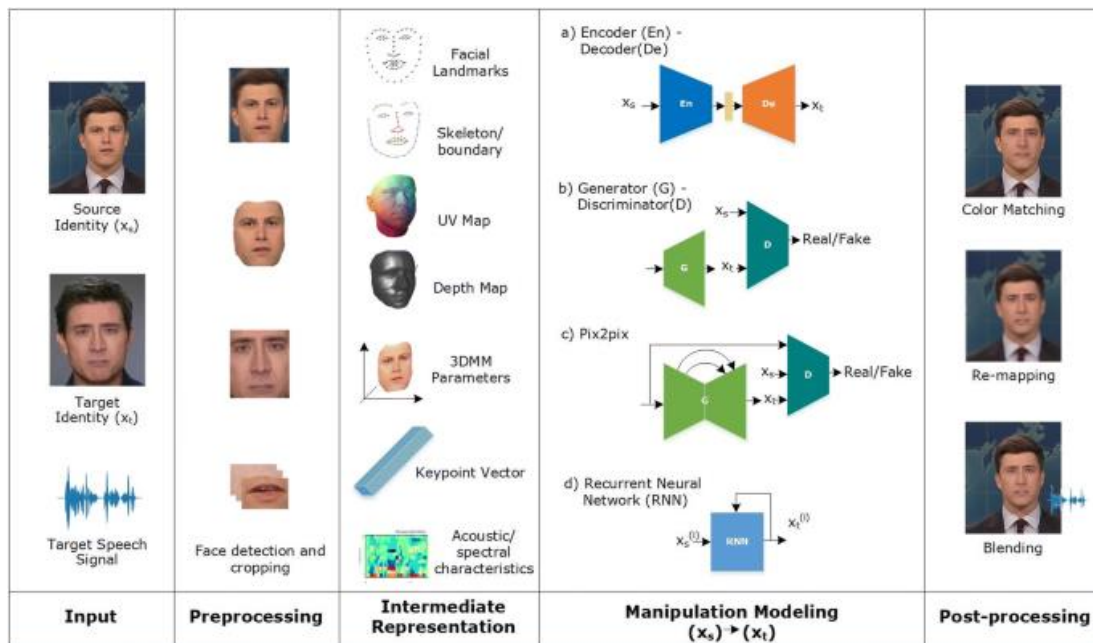 Source
Identity (xs)
Target
Identity (xt)
Target Speech
Signal
Input
Face detection and
cropping
Preprocessing
Facial
Landmarks
Skeleton/
boundary
UV Map
Depth Map
3DMM
Parameters
Keypoint Vector
Acoustic/
spectral
characteristics
Intermediate
Representation
a) Encoder (En) -
Decoder(De)
xs
En
De
xt
b) Generator (G) -
Discriminator(D)
xs
G
xt
D
Real/Fake
c) Pix2pix
G
xs
xt
D
Real/Fake
d) Recurrent Neural
Network (RNN)
xs(i)
RNN
xt(i)
Manipulation Modeling
(xs)→(xt)
Color Matching
Re-mapping
Blending
Post-processing